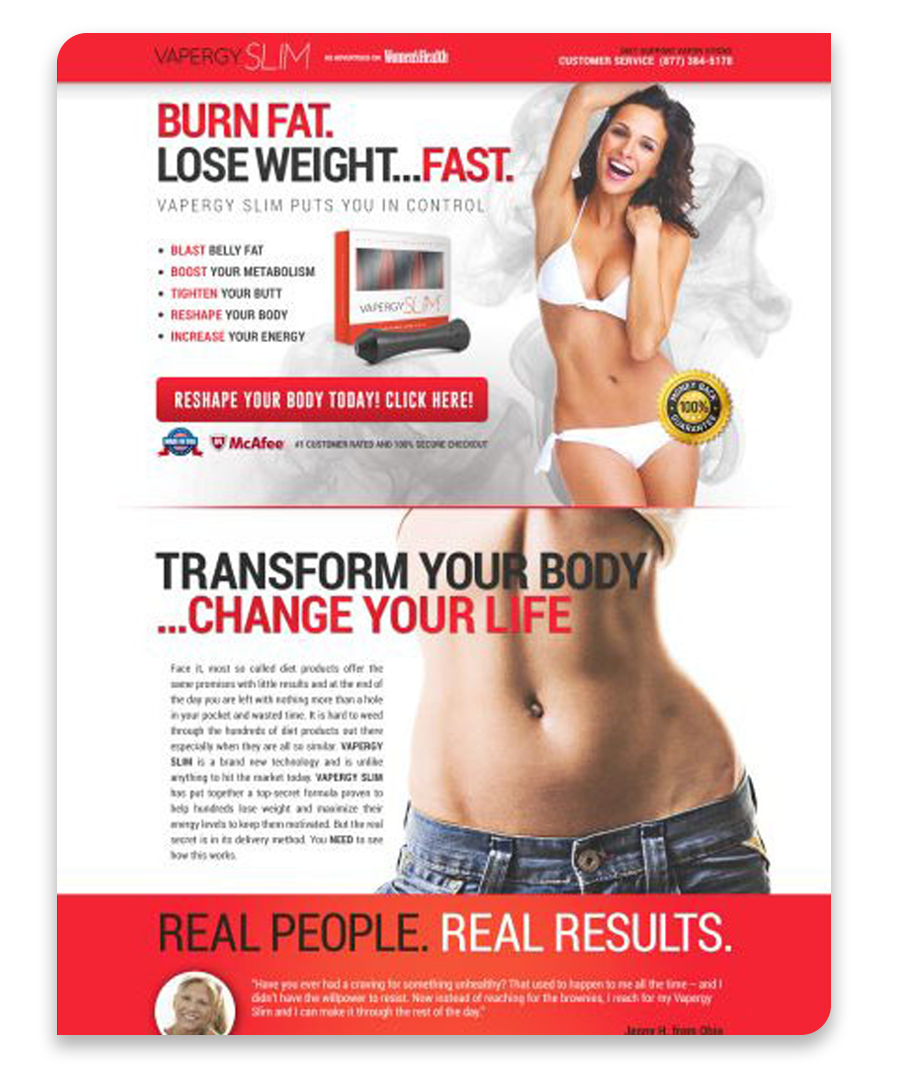 VAPERGY SLIM AS ADVERTISED ON Women'sHealth
DIET SUPPORT VAPOR STICKS
CUSTOMER SERVICE (877) 384-5178
BURN FAT.
LOSE WEIGHT...FAST.
VAPERGY SLIM PUTS YOU IN CONTROL
• BLAST BELLY FAT
• BOOST YOUR METABOLISM
• TIGHTEN YOUR BUTT
• RESHAPE YOUR BODY
• INCREASE YOUR ENERGY
VAPERGY SLIM
RESHAPE YOUR BODY TODAY! CLICK HERE!
MONEY BACK
100%
GUARANTEE
McAfee #1 CUSTOMER RATED AND 100% SECURE CHECKOUT
TRANSFORM YOUR BODY
...CHANGE YOUR LIFE
Face it, most so called diet products offer the
same promises with little results and at the end of
the day you are left with nothing more than a hole
in your pocket and wasted time. It is hard to weed
through the hundreds of diet products out there
especially when they are all so similar. VAPERGY
SLIM is a brand new technology and is unlike
anything to hit the market today. VAPERGY SLIM
has put together a top-secret formula proven to
help hundreds lose weight and maximize their
energy levels to keep them motivated. But the real
secret is in its delivery method. You NEED to see
how this works.
REAL PEOPLE. REAL RESULTS.
"Have you ever had a craving for something unhealthy? That used to happen to me all the time – and I
didn't have the willpower to resist. Now instead of reaching for the brownies, I reach for my Vapergy
Slim and I can make it through the rest of the day."
Jenny H. from Ohio